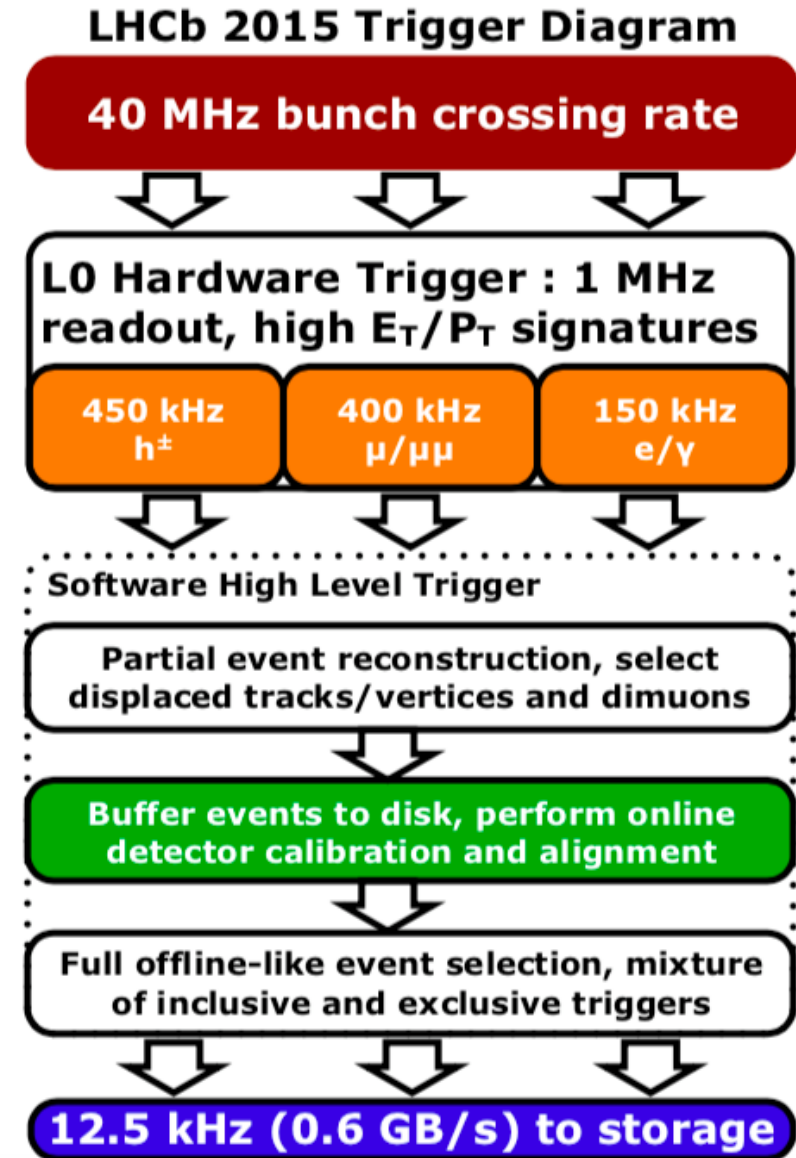 LHCb 2015 Trigger Diagram
40 MHz bunch crossing rate
L0 Hardware Trigger : 1 MHz
readout, high E_T/P_T signatures
450 kHz
h±
400 kHz
μ/μμ
150 kHz
e/γ
Software High Level Trigger
Partial event reconstruction, select
displaced tracks/vertices and dimuons
Buffer events to disk, perform online
detector calibration and alignment
Full offline-like event selection, mixture
of inclusive and exclusive triggers
12.5 kHz (0.6 GB/s) to storage